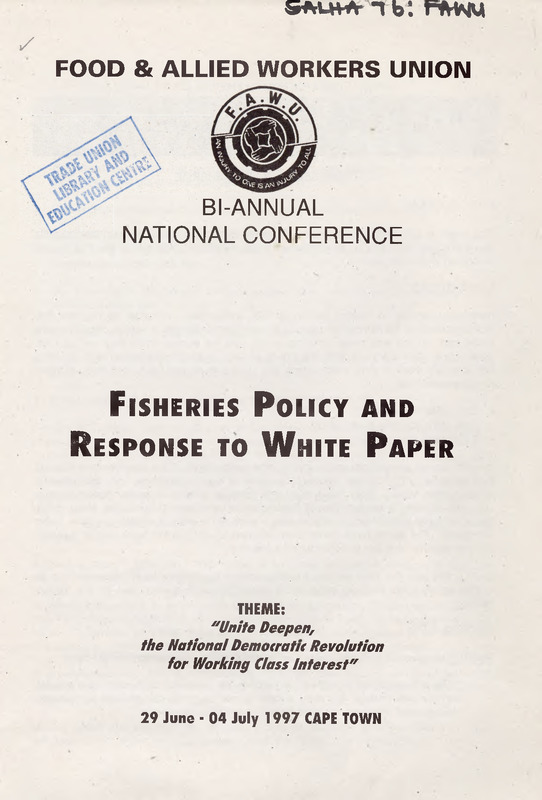 SALHA 76: FAWU
FOOD & ALLIED WORKERS UNION
F.A.W.U.
AN INJURY TO ONE IS AN INJURY TO ALL
TRADE UNION
LIBRARY AND
EDUCATION CENTRE
BI-ANNUAL
NATIONAL CONFERENCE
FISHERIES POLICY AND
RESPONSE TO WHITE PAPER
THEME:
"Unite Deepen,
the National Democratic Revolution
for Working Class Interest"
29 June - 04 July 1997 CAPE TOWN